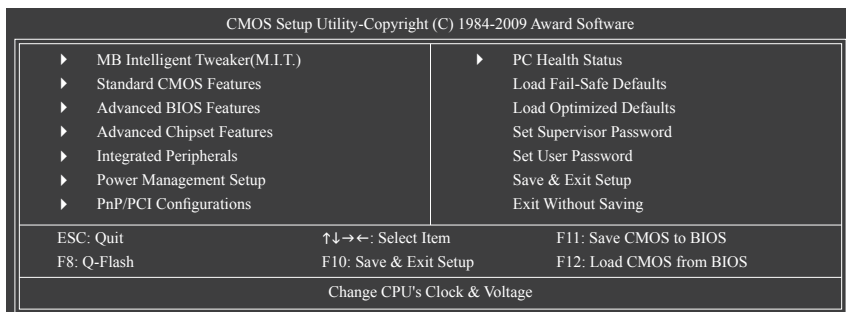 CMOS Setup Utility-Copyright (C) 1984-2009 Award Software
MB Intelligent Tweaker(M.I.T.)
Standard CMOS Features
Advanced BIOS Features
Advanced Chipset Features
Integrated Peripherals
Power Management Setup
PnP/PCI Configurations
PC Health Status
Load Fail-Safe Defaults
Load Optimized Defaults
Set Supervisor Password
Set User Password
Save & Exit Setup
Exit Without Saving
ESC: Quit ↑↓→←: Select Item F11: Save CMOS to BIOS
F8: Q-Flash F10: Save & Exit Setup F12: Load CMOS from BIOS
Change CPU's Clock & Voltage